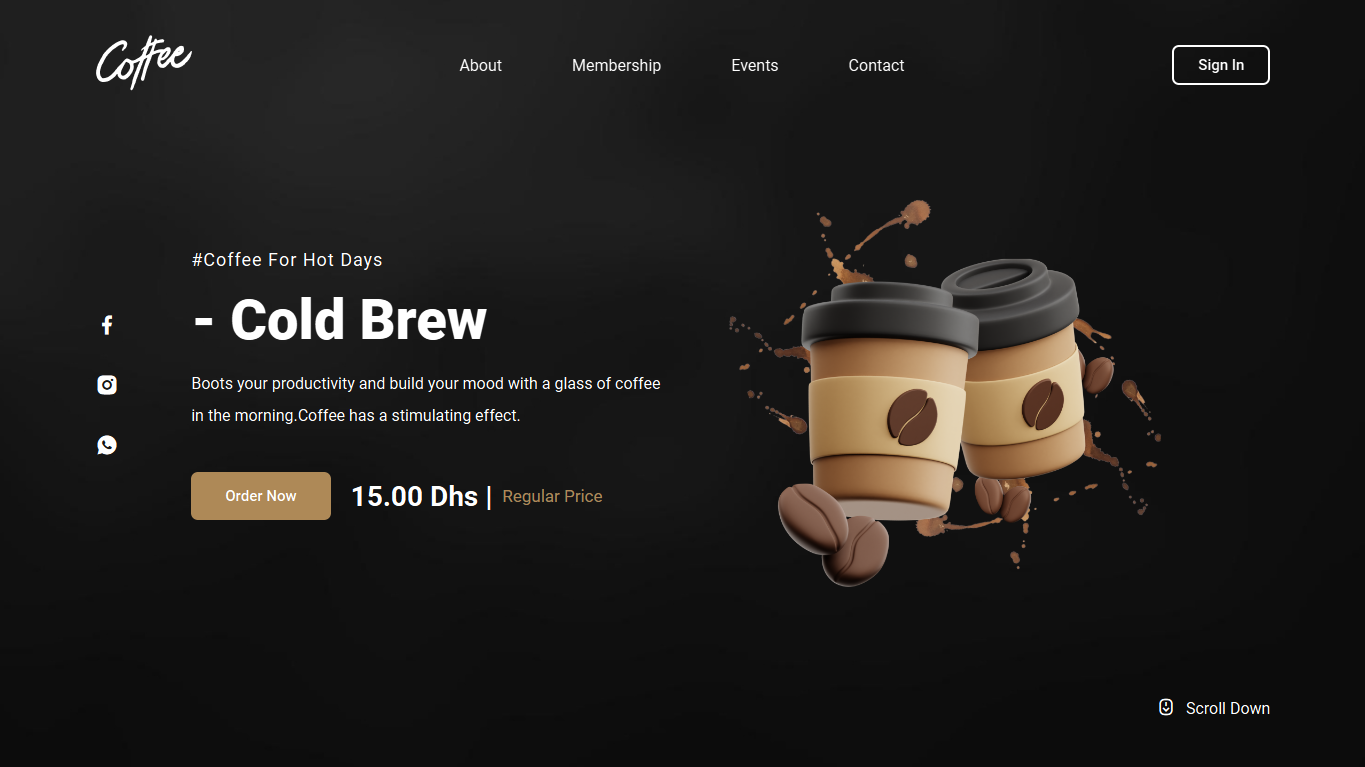 Coffee
About
Membership
Events
Contact
Sign In
#Coffee For Hot Days
- Cold Brew
Boots your productivity and build your mood with a glass of coffee
in the morning.Coffee has a stimulating effect.
Order Now
15.00 Dhs | Regular Price
Scroll Down